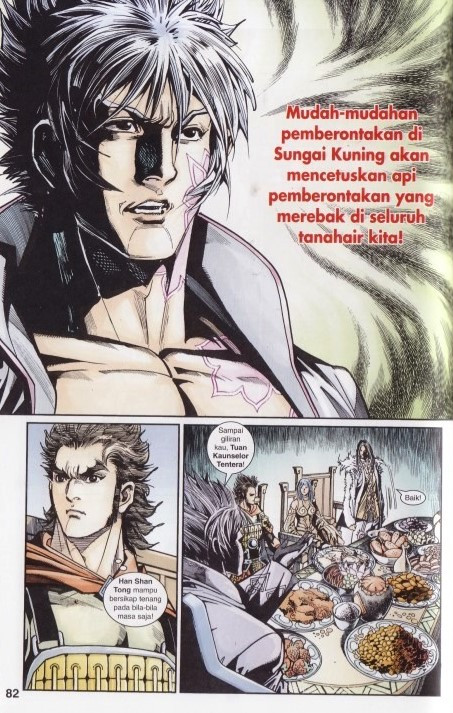 Mudah-mudahan
pemberontakan di
Sungai Kuning akan
mencetuskan api
pemberontakan yang
merebak di seluruh
tanahair kita!
Han Shan
Tong mampu
bersikap tenang
pada bila-bila
masa saja!
Sampai
giliran
kau, Tuan
Kaunselor
Tentera!
Baik!
82